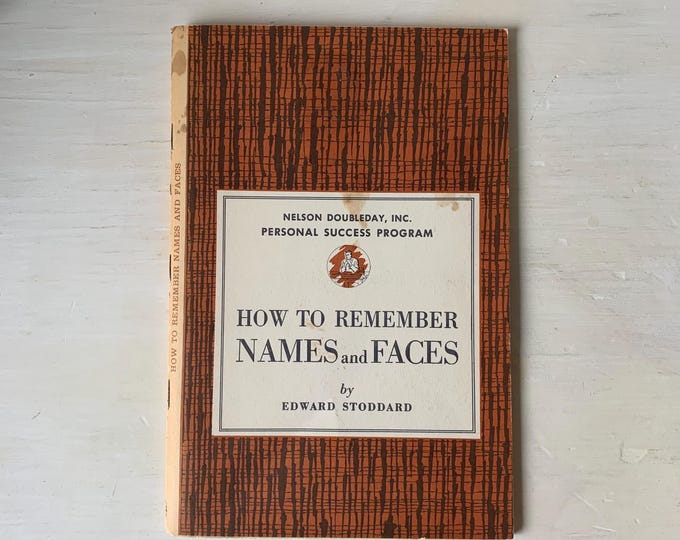 HOW TO REMEMBER NAMES AND FACES
NELSON DOUBLEDAY, INC.
PERSONAL SUCCESS PROGRAM
HOW TO REMEMBER
NAMES and FACES
by
EDWARD STODDARD